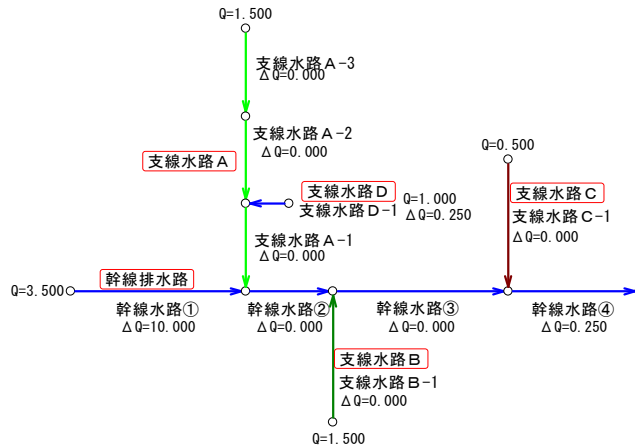 Q=1.500
支線水路A-3
ΔQ=0.000
支線水路A-2
ΔQ=0.000
支線水路A
Q=0.500
支線水路D
支線水路D-1
Q=1.000
ΔQ=0.250
支線水路C
支線水路C-1
ΔQ=0.000
支線水路A-1
ΔQ=0.000
幹線排水路
Q=3.500
幹線水路①
ΔQ=10.000
幹線水路②
ΔQ=0.000
幹線水路③
ΔQ=0.000
幹線水路④
ΔQ=0.250
支線水路B
支線水路B-1
ΔQ=0.000
Q=1.500